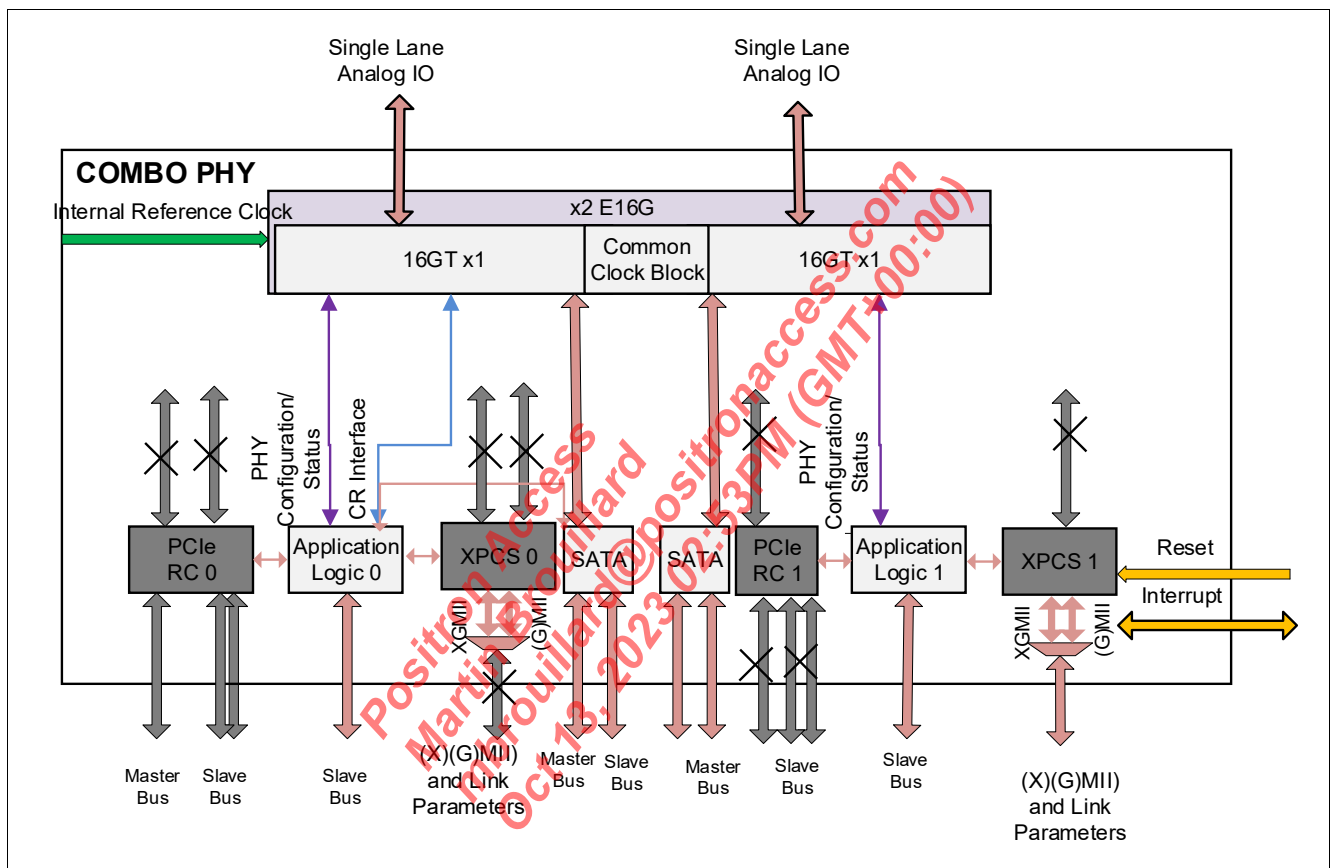 Single Lane
Analog IO
Single Lane
Analog IO
COMBO PHY
Internal Reference Clock
x2 E16G
16GT x1
Common
Clock Block
16GT x1
PHY
Configuration/
Status
CR Interface
PHY
Configuration/
Status
PCIe
RC 0
Application
Logic 0
XPCS 0
SATA
SATA
PCIe
RC 1
Application
Logic 1
XPCS 1
Reset
Interrupt
XGMII
(G)MII
XGMII
(G)MII
Master
Bus
Slave
Bus
Slave
Bus
(X)(G)MII)
and Link
Parameters
Master
Bus
Slave
Bus
Master
Bus
Slave
Bus
Slave
Bus
(X)(G)MII)
and Link
Parameters
Positron Access
Martin Brouillard
mbrouillard@positronaccess.com
Oct 13, 2023 02:53PM (GMT+00:00)